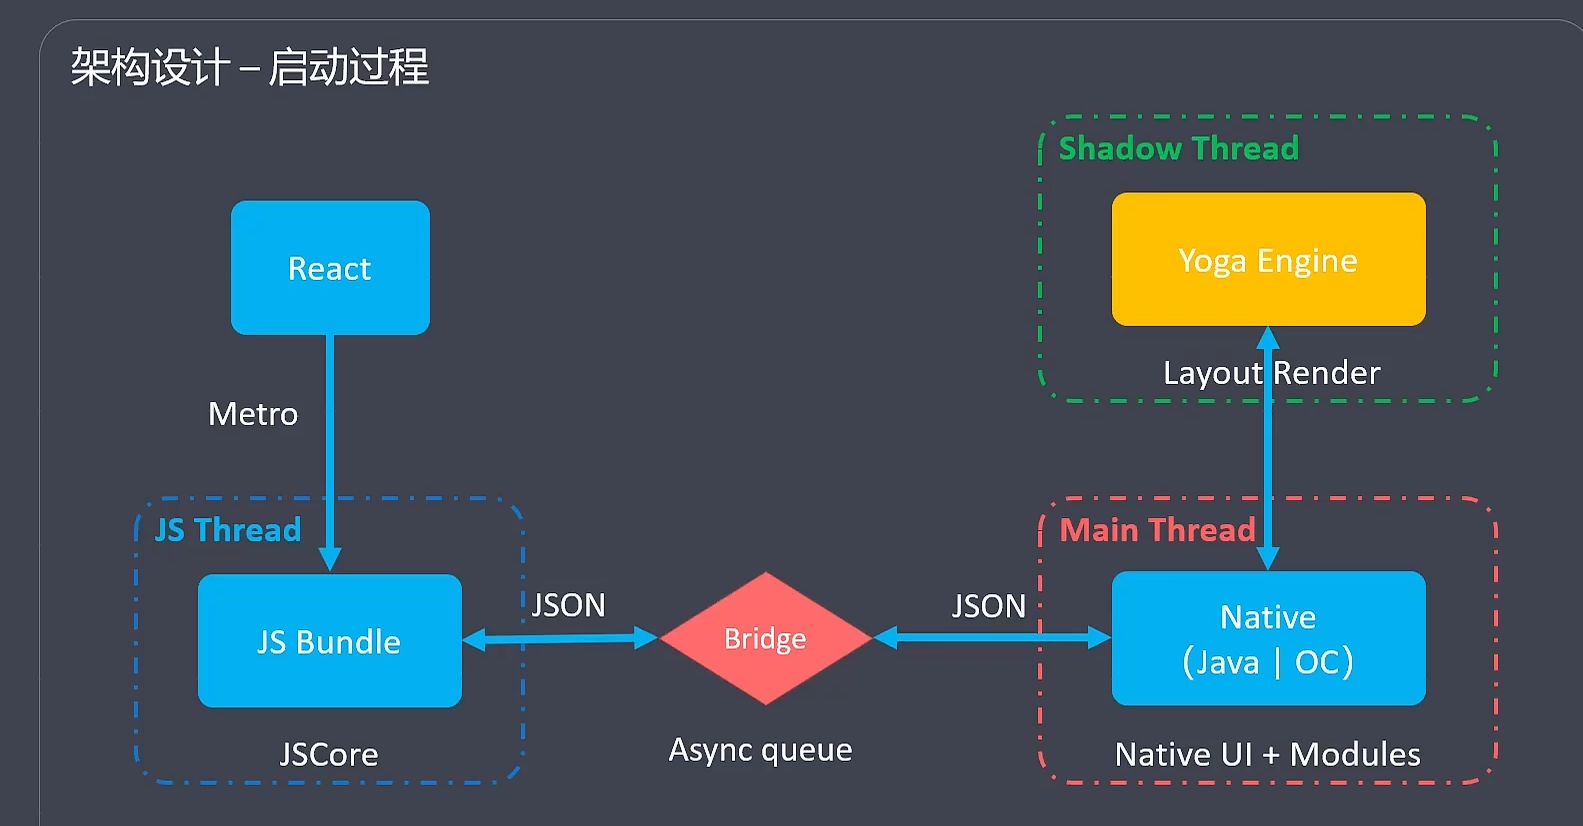 架构设计 – 启动过程
Shadow Thread
React
Yoga Engine
Layout Render
Metro
JS Thread
Main Thread
JSON
JSON
JS Bundle
Bridge
Native
(Java | OC)
JSCore
Async queue
Native UI + Modules